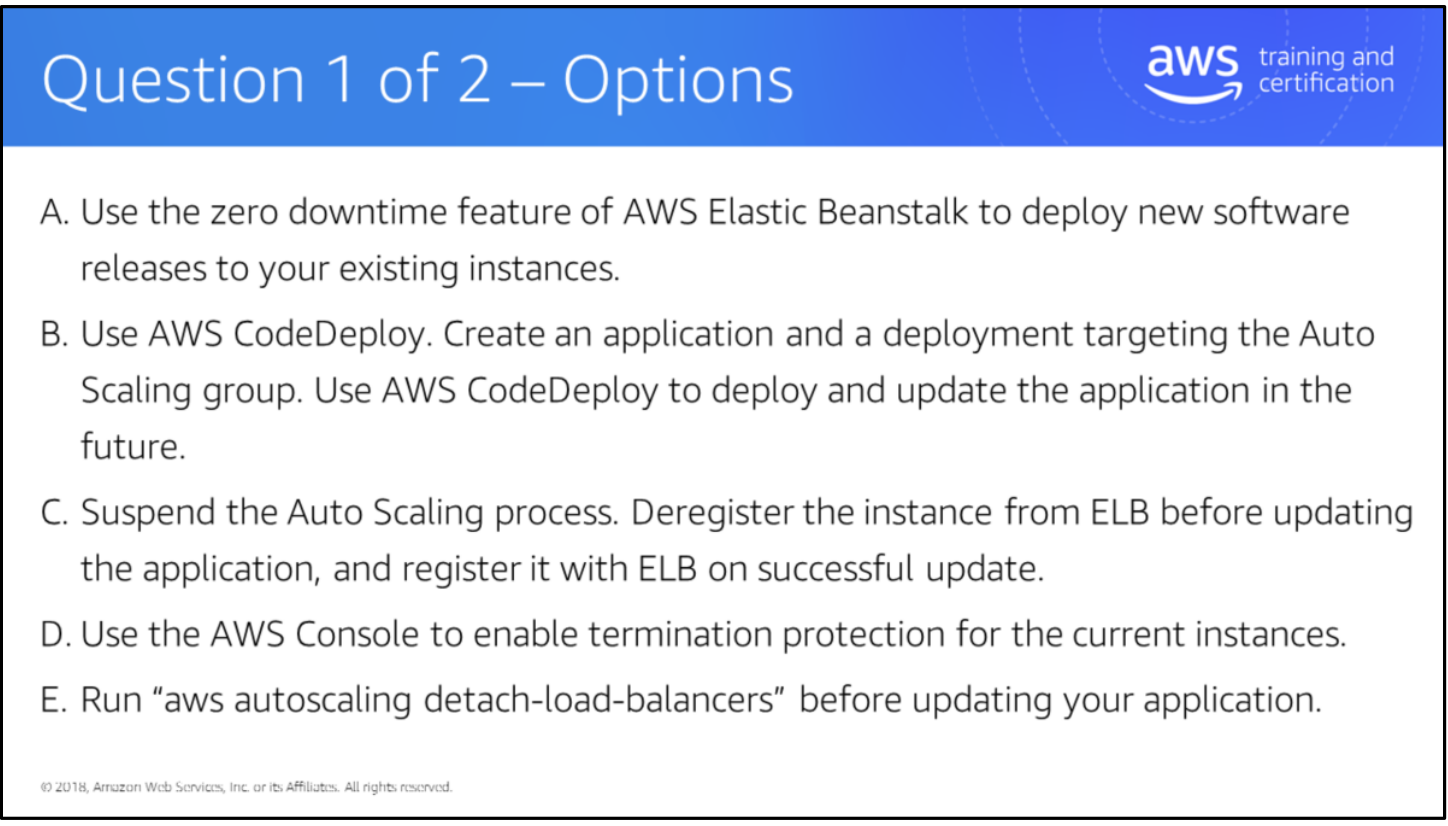 Question 1 of 2 – Options
aws training and
certification
A. Use the zero downtime feature of AWS Elastic Beanstalk to deploy new software
releases to your existing instances.
B. Use AWS CodeDeploy. Create an application and a deployment targeting the Auto
Scaling group. Use AWS CodeDeploy to deploy and update the application in the
future.
C. Suspend the Auto Scaling process. Deregister the instance from ELB before updating
the application, and register it with ELB on successful update.
D. Use the AWS Console to enable termination protection for the current instances.
E. Run “aws autoscaling detach-load-balancers” before updating your application.
© 2018, Amazon Web Services, Inc. or its Affiliates. All rights reserved.